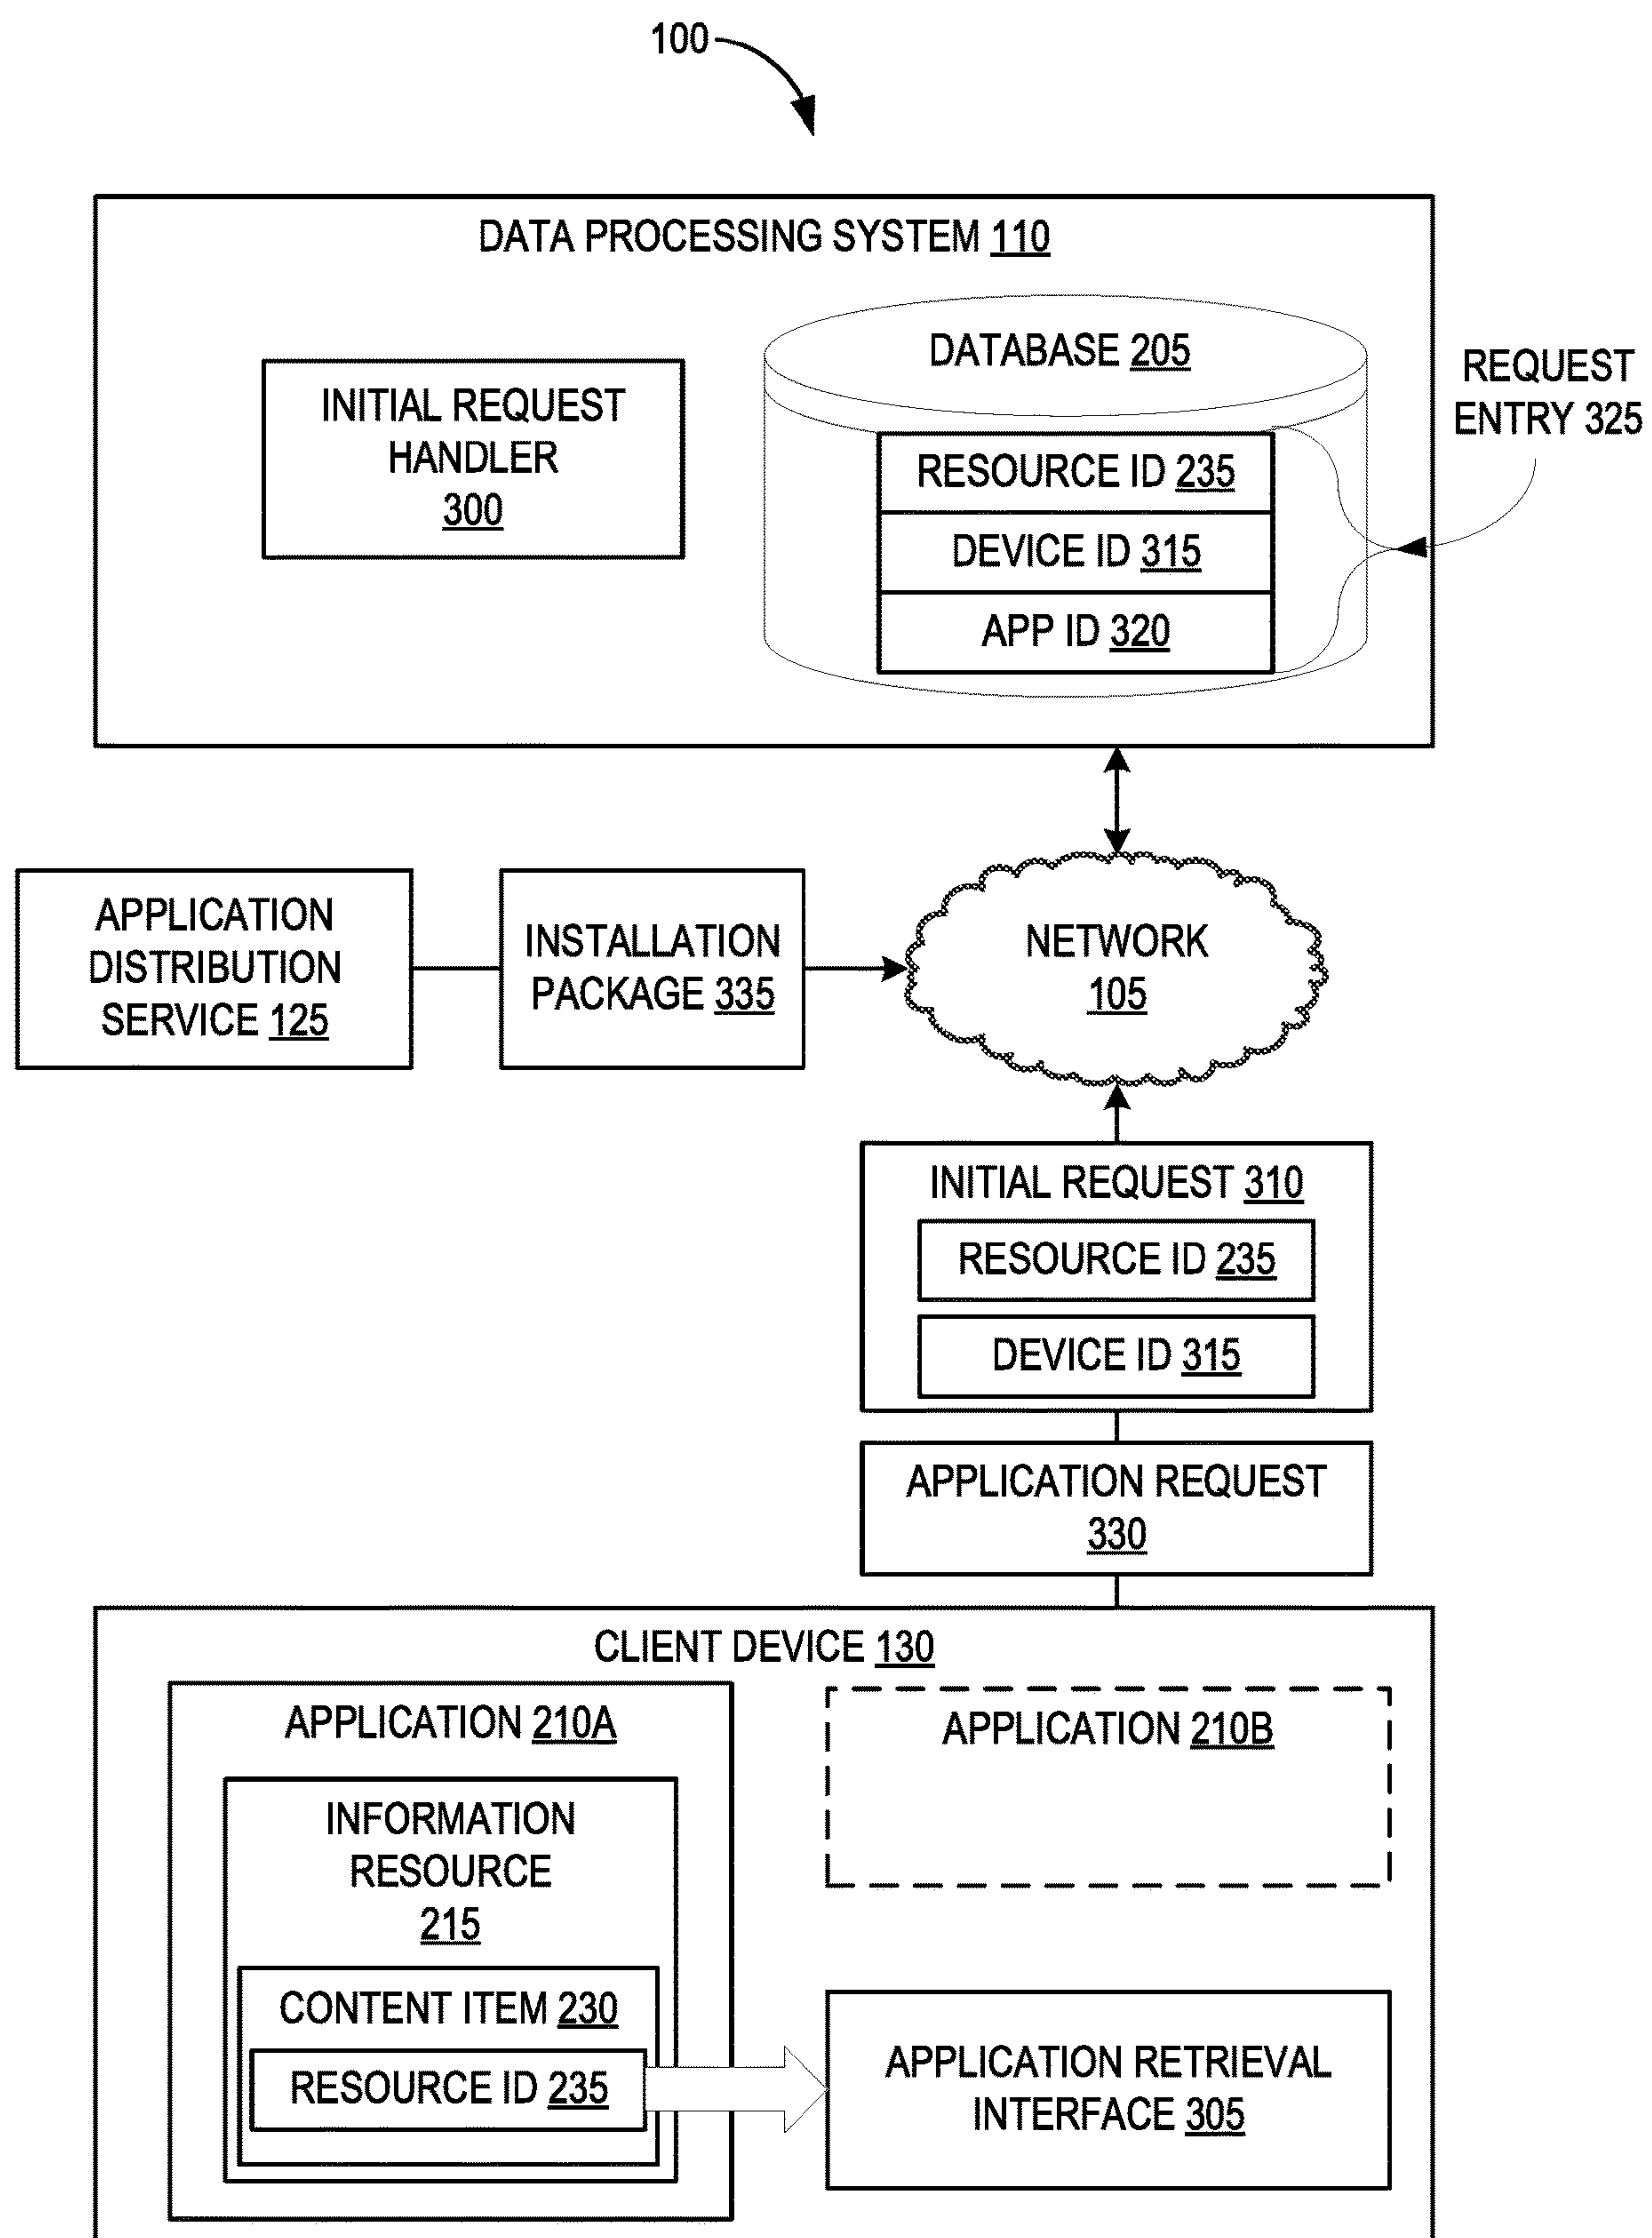 100
DATA PROCESSING SYSTEM 110
INITIAL REQUEST
HANDLER
300
DATABASE 205
RESOURCE ID 235
DEVICE ID 315
APP ID 320
REQUEST
ENTRY 325
APPLICATION
DISTRIBUTION
SERVICE 125
INSTALLATION
PACKAGE 335
NETWORK
105
INITIAL REQUEST 310
RESOURCE ID 235
DEVICE ID 315
APPLICATION REQUEST
330
CLIENT DEVICE 130
APPLICATION 210A
INFORMATION
RESOURCE
215
CONTENT ITEM 230
RESOURCE ID 235
APPLICATION 210B
APPLICATION RETRIEVAL
INTERFACE 305